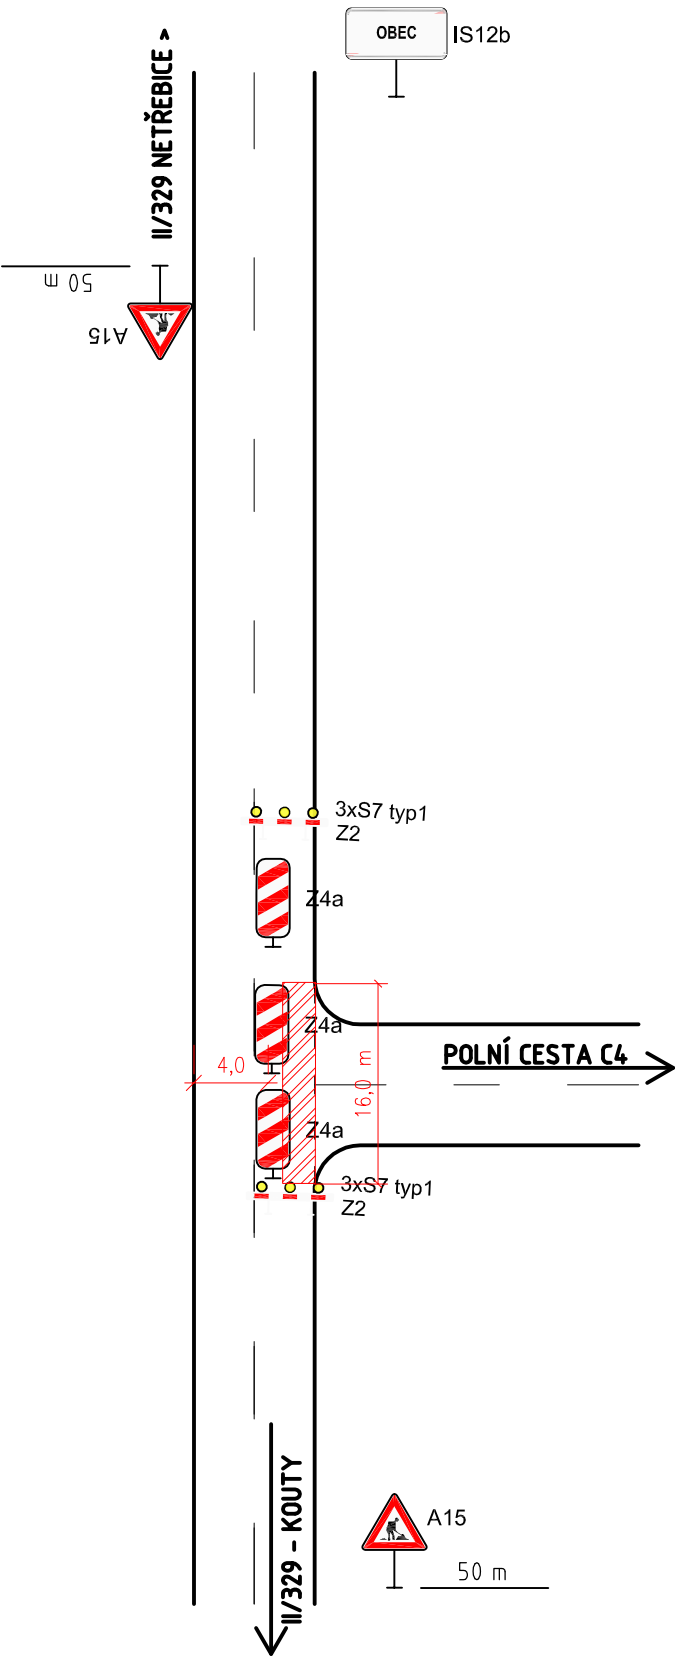 OBEC
IS12b
II/329 NETŘEBICE >
50 m
A15
3xS7 typ1
Z2
Z4a
Z4a
4,0
16,0 m
POLNÍ CESTA C4
Z4a
3xS7 typ1
Z2
II/329 - KOUTY
A15
50 m